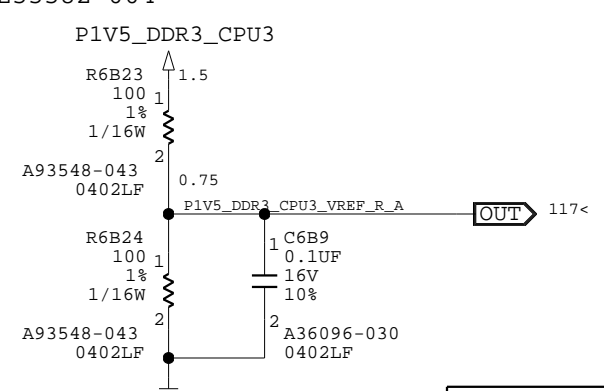 P1V5_DDR3_CPU3
R6B23
1.5
100
1
1%
1/16W
2
A93548-043
0402LF
0.75
P1V5_DDR3_CPU3_VREF_R_A
OUT
117<
R6B24
100
1
1%
1/16W
2
A93548-043
0402LF
1
C6B9
0.1UF
16V
10%
2
A36096-030
0402LF